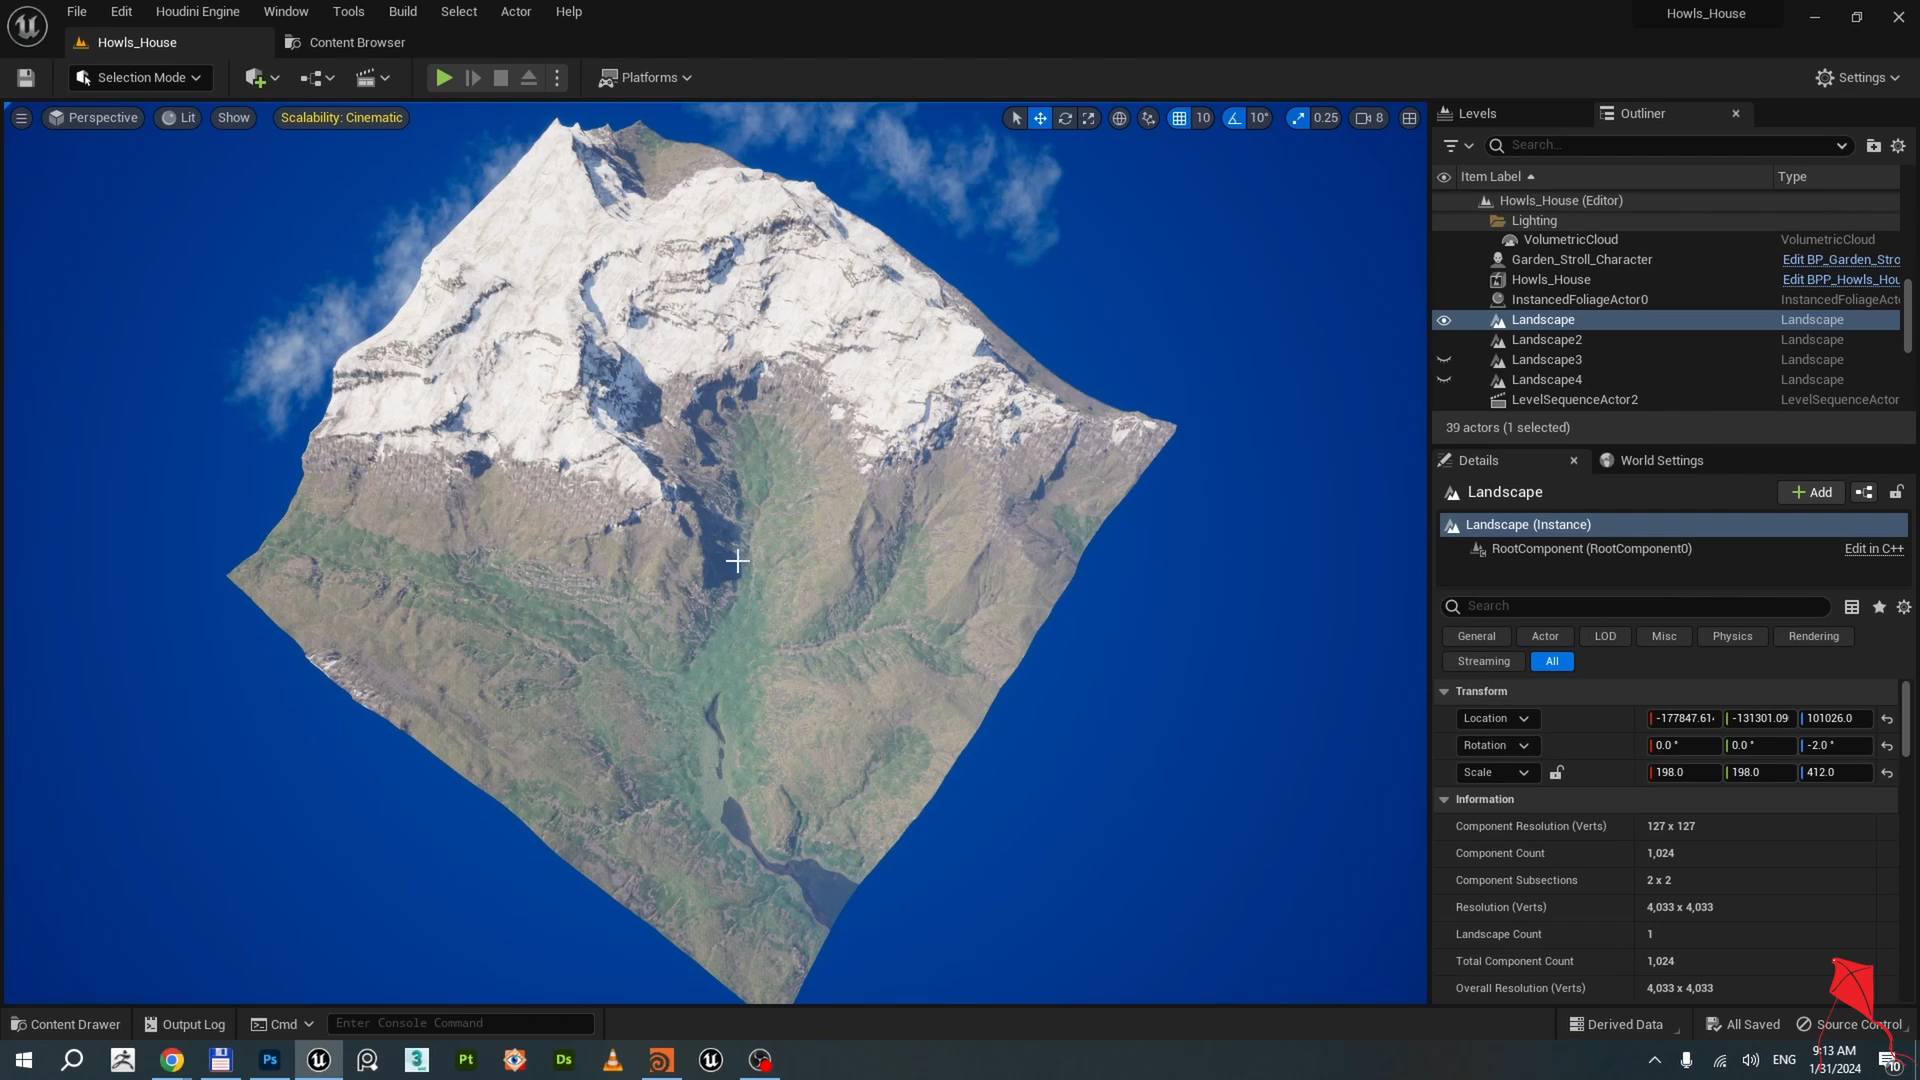 File Edit Houdini Engine Window Tools Build Select Actor Help
Howls_House
Howls_House
Content Browser
Selection Mode
Platforms
Settings
Perspective
Lit
Show
Scalability: Cinematic
10
10°
0.25
8
Levels
Outliner
Search...
Item Label
Type
Howls_House (Editor)
Lighting
VolumetricCloud VolumetricCloud
Garden_Stroll_Character Edit BP_Garden_Stro
Howls_House Edit BPP_Howls_Hou
InstancedFoliageActor0 InstancedFoliageAct
Landscape Landscape
Landscape2 Landscape
Landscape3 Landscape
Landscape4 Landscape
LevelSequenceActor2 LevelSequenceActor
39 actors (1 selected)
Details
World Settings
Landscape
Add
Landscape (Instance)
RootComponent (RootComponent0) Edit in C++
Search
General Actor LOD Misc Physics Rendering
Streaming All
Transform
Location -177847.61 -131301.09 101026.0
Rotation 0.0 ° 0.0 ° -2.0 °
Scale 198.0 198.0 412.0
Information
Component Resolution (Verts) 127 x 127
Component Count 1,024
Component Subsections 2 x 2
Resolution (Verts) 4,033 x 4,033
Landscape Count 1
Total Component Count 1,024
Overall Resolution (Verts) 4,033 x 4,033
Content Drawer
Output Log
Cmd
Enter Console Command
Derived Data
All Saved
Source Control
Ps
Pt
Ds
ENG
9:13 AM
1/31/2024
10